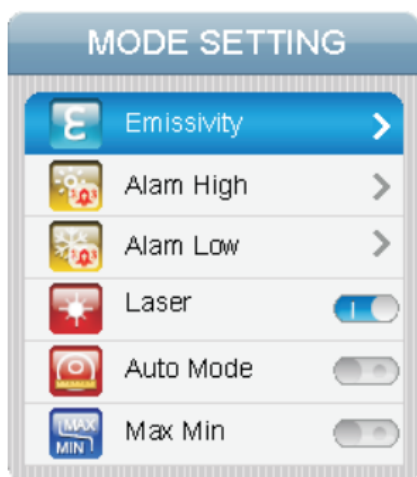 MODE SETTING
ε Emissivity
Alam High
Alam Low
Laser
Auto Mode
MAX
MIN Max Min